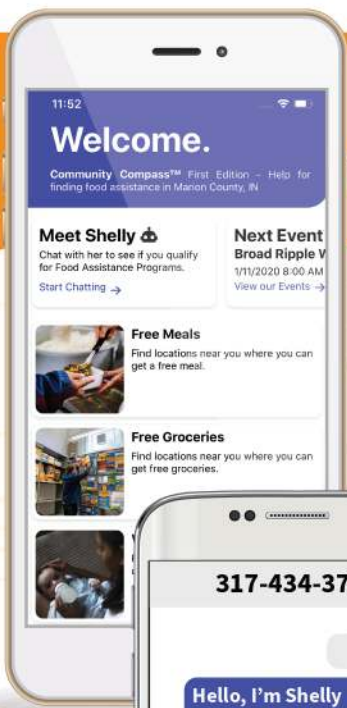 11:52
Welcome.
Community Compass™ First Edition – Help for
finding food assistance in Marion County, IN
Meet Shelly
Chat with her to see if you qualify
for Food Assistance Programs.
Start Chatting →
Next Event
Broad Ripple
1/11/2020 8:00 AM
View our Events →
Free Meals
Find locations near you where you can
get a free meal.
Free Groceries
Find locations near you where you can
get free groceries.
317-434-37
Hello, I'm Shelly